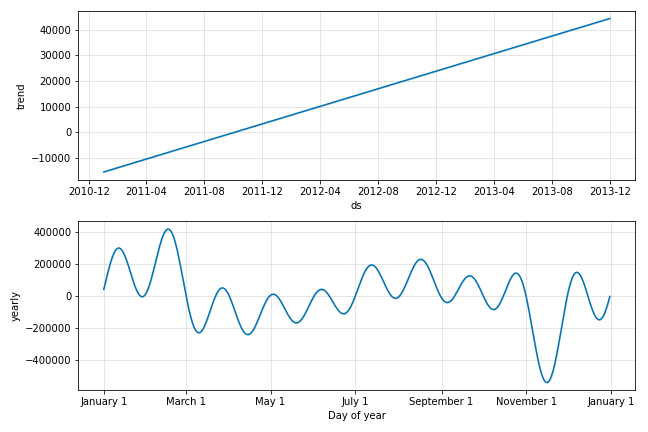 40000
30000
20000
10000
0
−10000
trend
2010-12 2011-04 2011-08 2011-12 2012-04 2012-08 2012-12 2013-04 2013-08 2013-12
ds
400000
200000
0
−200000
−400000
yearly
January 1 March 1 May 1 July 1 September 1 November 1 January 1
Day of year